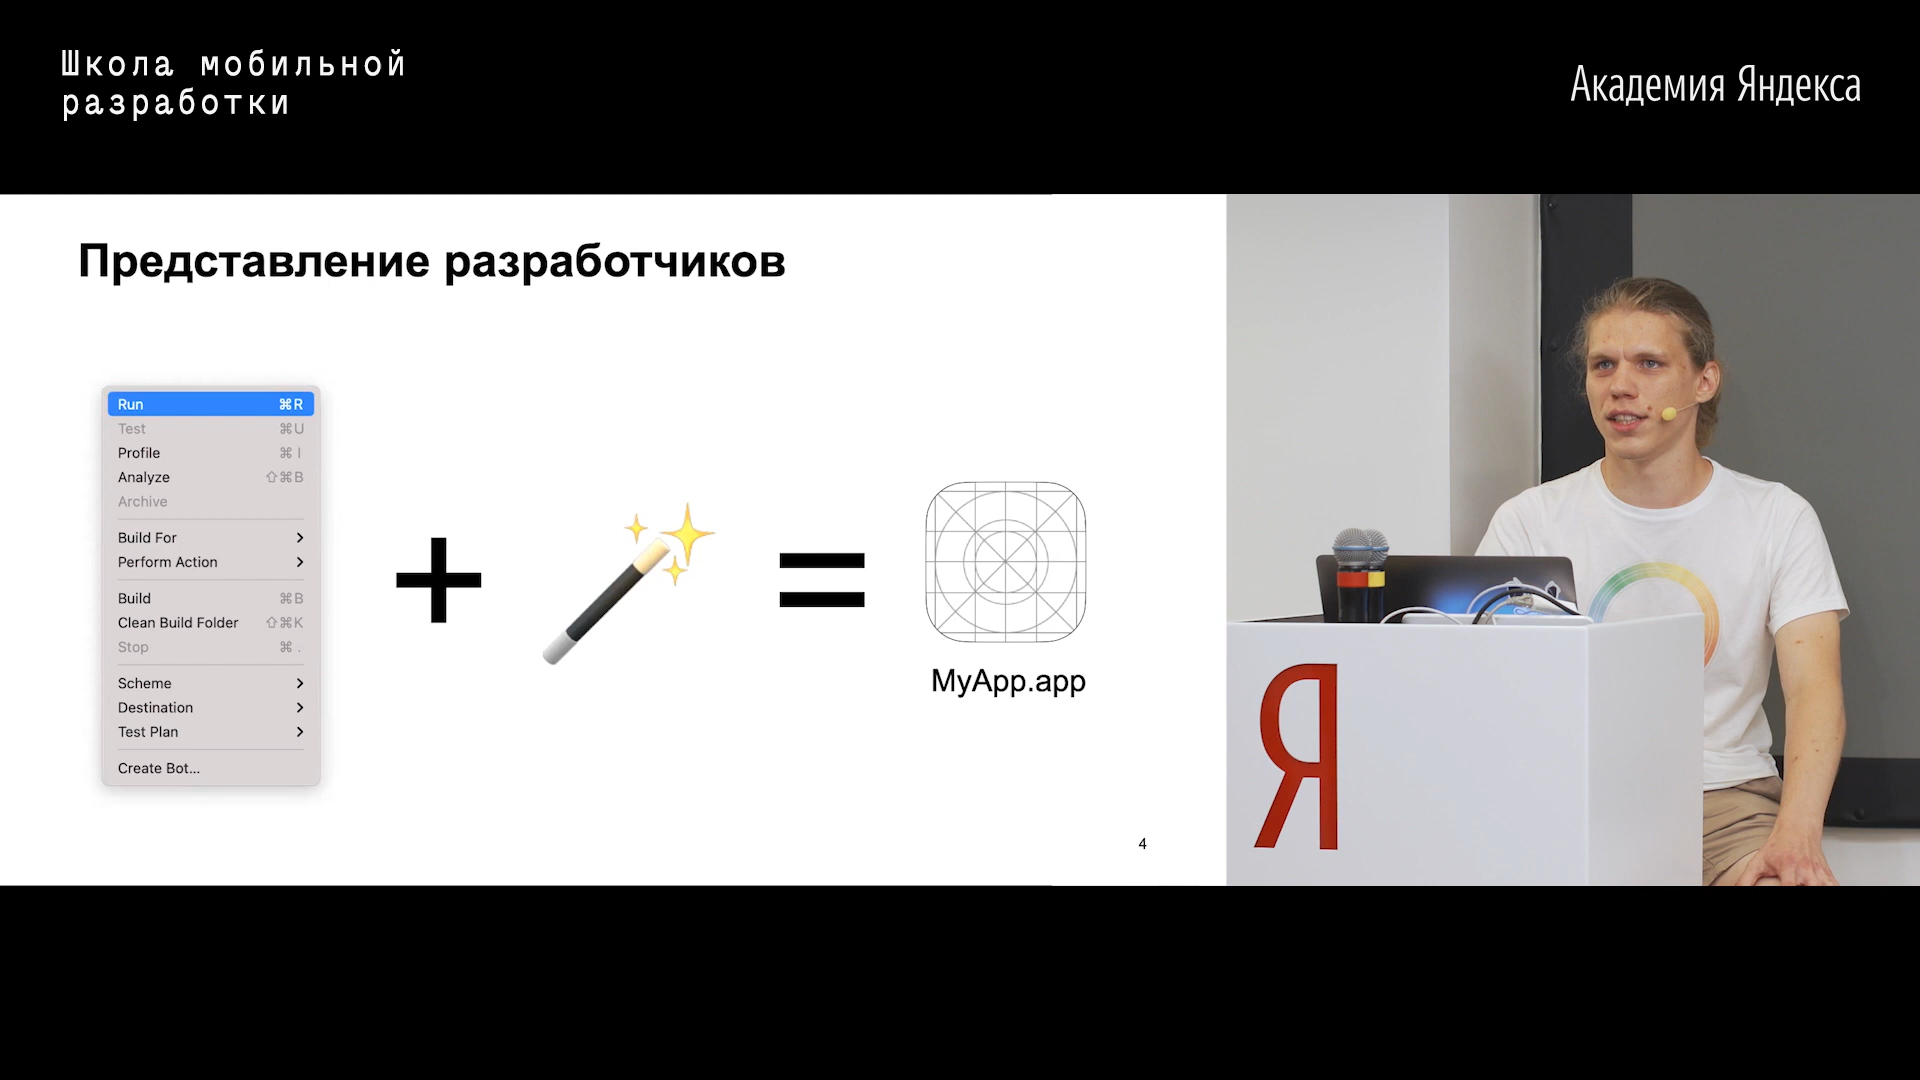 Школа мобильной
разработки
Академия Яндекса
Представление разработчиков
Run ⌘R
Test ⌘U
Profile ⌘I
Analyze ⇧⌘B
Archive
Build For
Perform Action
Build ⌘B
Clean Build Folder ⇧⌘K
Stop ⌘.
Scheme
Destination
Test Plan
Create Bot...
+
=
MyApp.app
4
Я